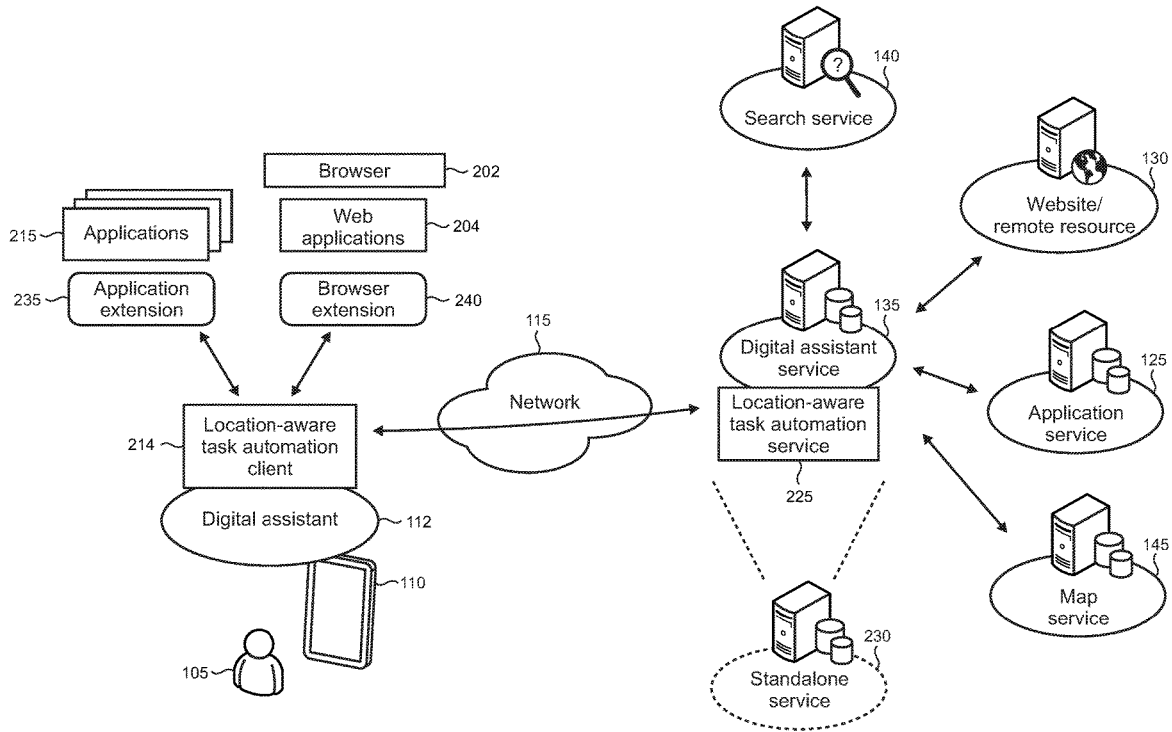 140
?
Search service
Browser
202
Web
applications
204
215
Applications
235
Application
extension
Browser extension
240
130
Website/
remote resource
135
Digital assistant
service
Location-aware
task automation
service
225
125
Application
service
115
Network
214
Location-aware
task automation
client
Digital assistant
112
110
105
145
Map
service
230
Standalone
service